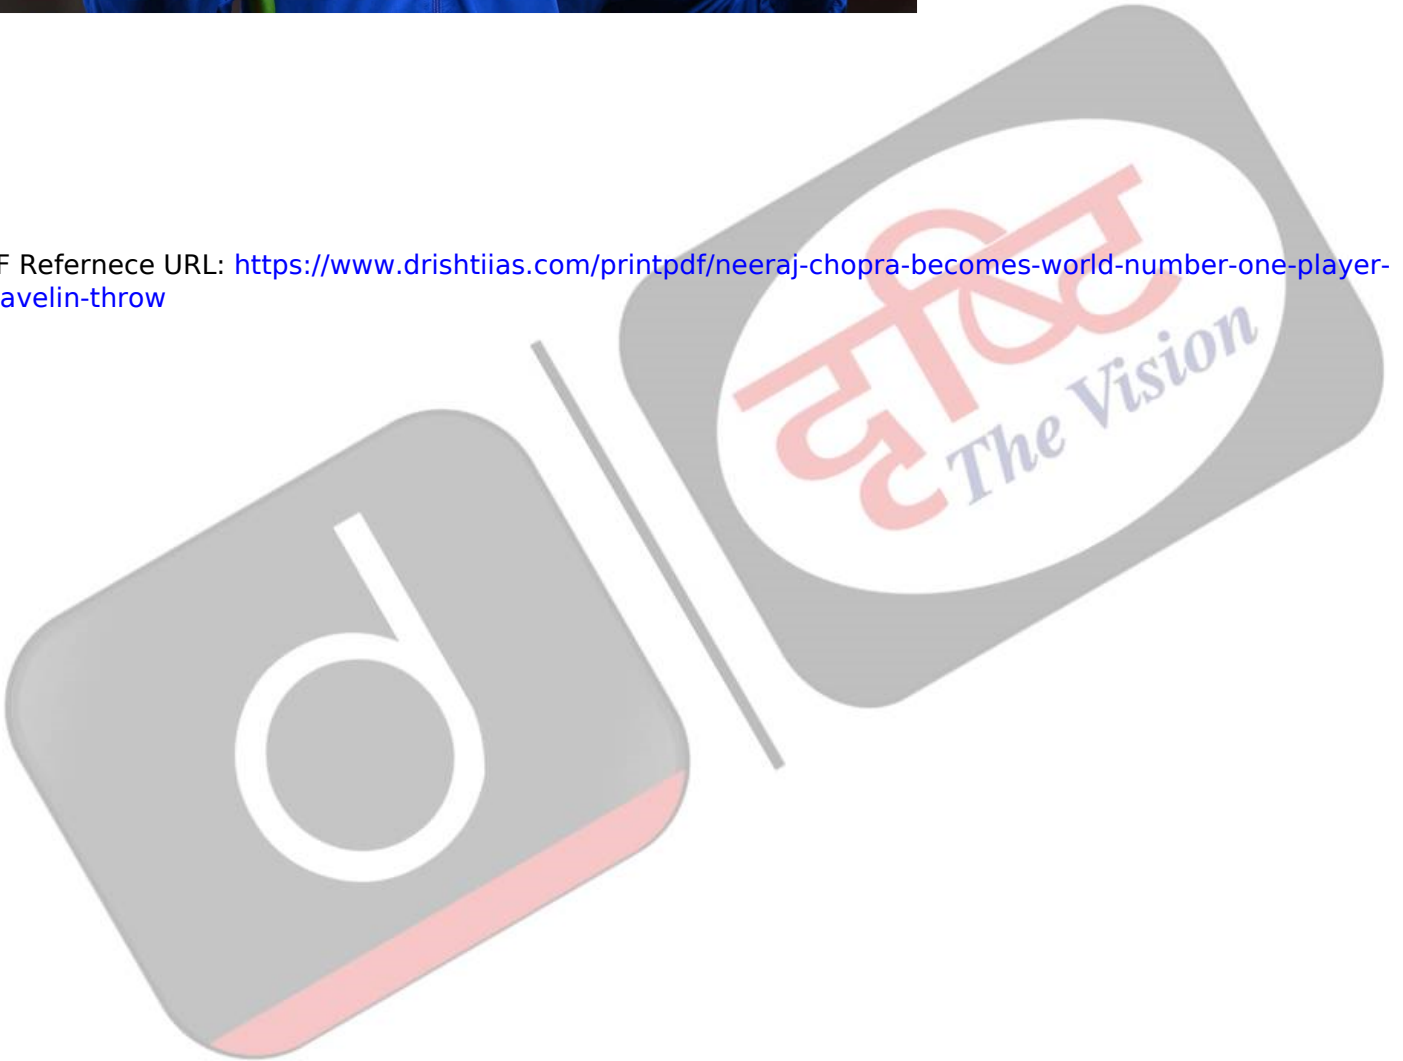 F Refernece URL: https://www.drishtiias.com/printpdf/neeraj-chopra-becomes-world-number-one-player-
avelin-throw
दृष्टि
The Vision
d